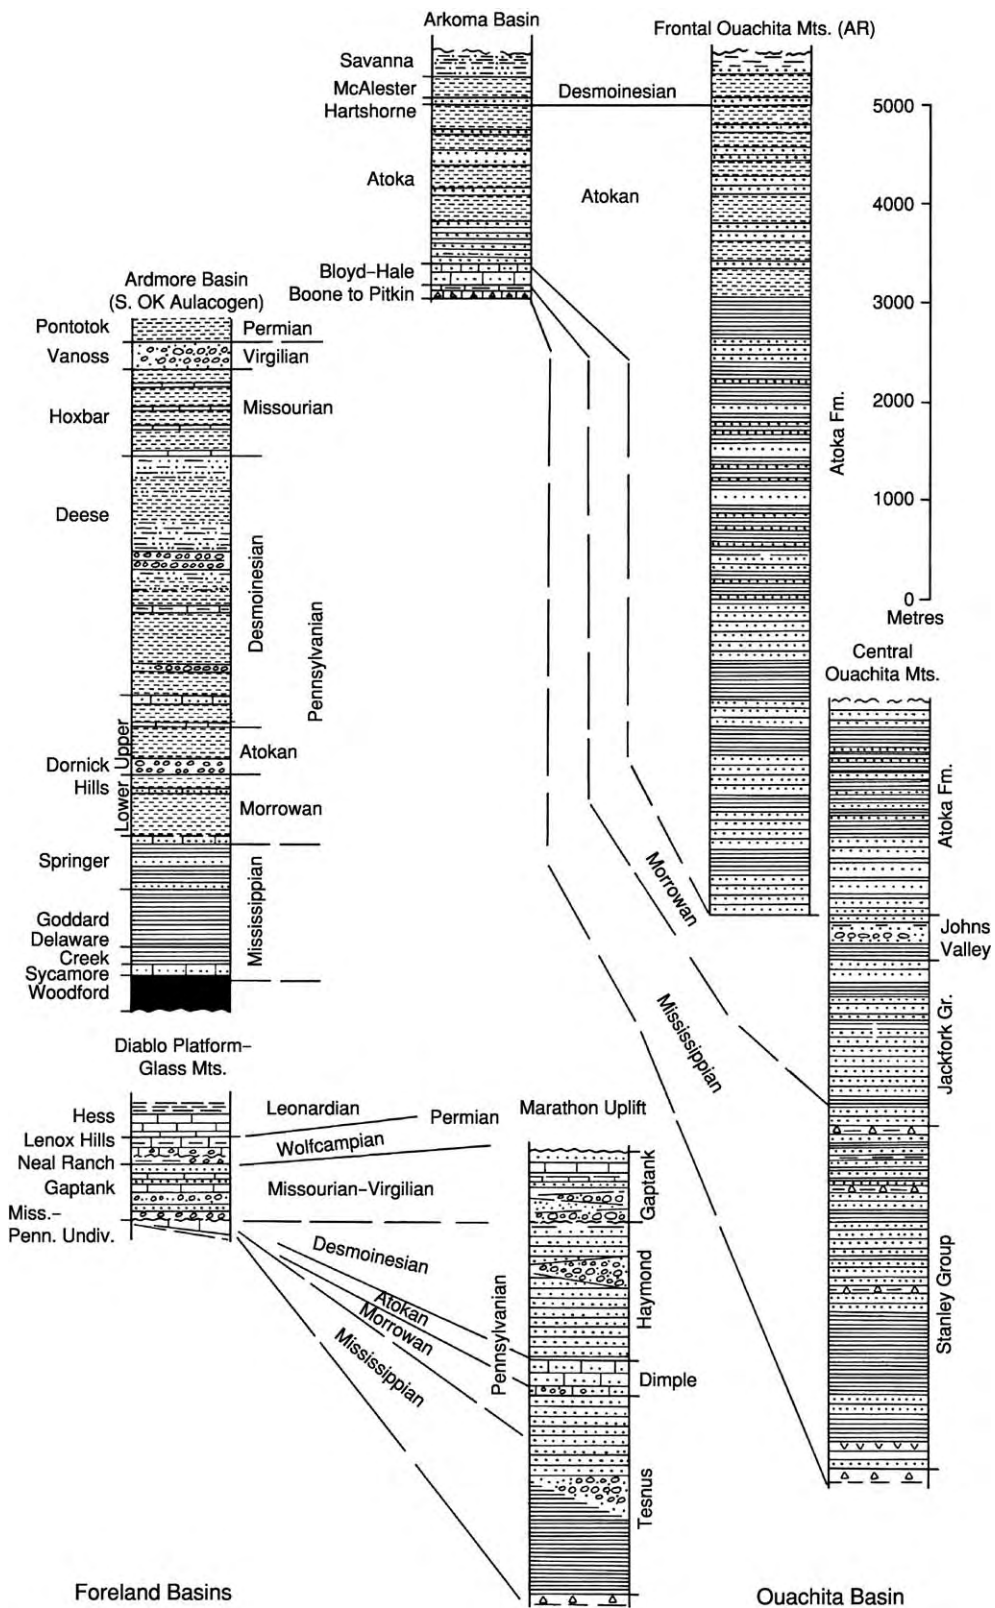 Arkoma Basin
Savanna
McAlester
Hartshorne
Atoka
Bloyd–Hale
Boone to Pitkin
Desmoinesian
Atokan
Frontal Ouachita Mts. (AR)
Atoka Fm.
5000
4000
3000
2000
1000
0
Metres
Ardmore Basin
(S. OK Aulacogen)
Pontotok
Vanoss
Hoxbar
Deese
Dornick
Hills
Upper
Lower
Springer
Goddard
Delaware
Creek
Sycamore
Woodford
Permian
Virgilian
Missourian
Desmoinesian
Atokan
Morrowan
Mississippian
Pennsylvanian
Morrowan
Mississippian
Central
Ouachita Mts.
Atoka Fm.
Johns
Valley
Jackfork Gr.
Stanley Group
Diablo Platform–
Glass Mts.
Hess
Lenox Hills
Neal Ranch
Gaptank
Miss.–
Penn. Undiv.
Leonardian
Permian
Wolfcampian
Missourian–Virgilian
Desmoinesian
Atokan
Morrowan
Mississippian
Pennsylvanian
Marathon Uplift
Gaptank
Haymond
Dimple
Tesnus
Foreland Basins
Ouachita Basin